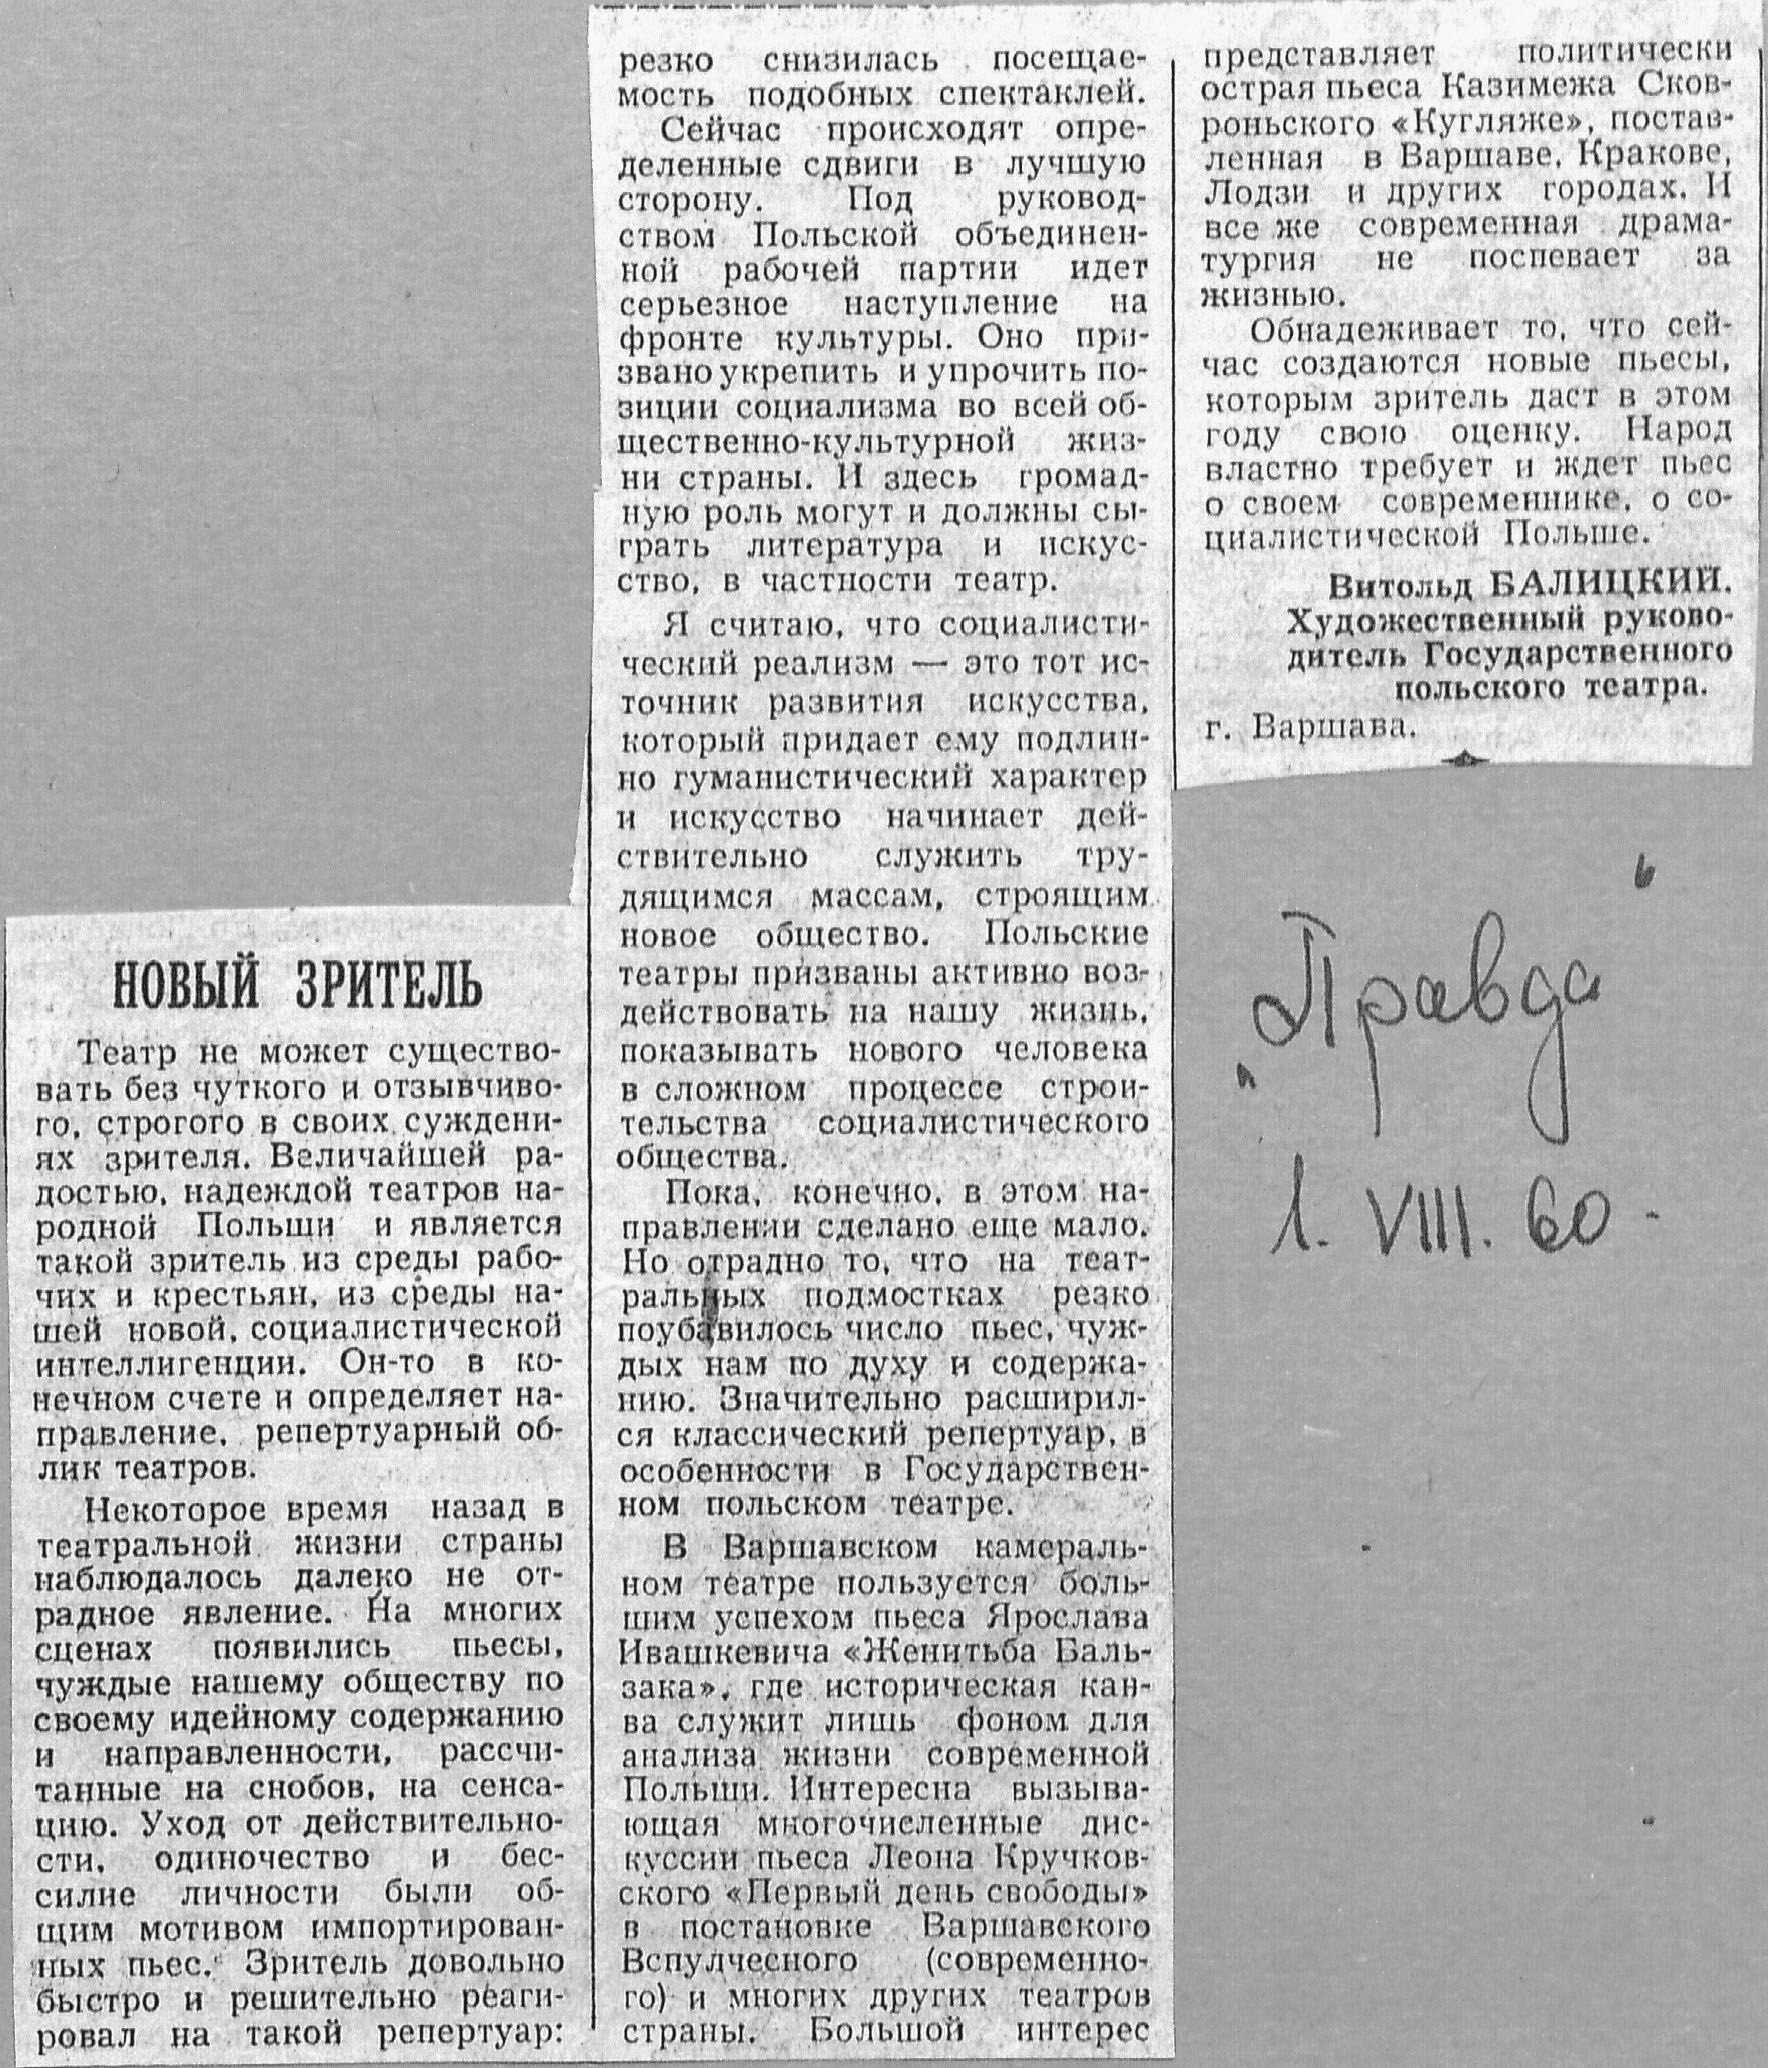 НОВЫЙ ЗРИТЕЛЬ
Театр не может существо-
вать без чуткого и отзывчиво-
го, строгого в своих суждени-
ях зрителя. Величайшей ра-
достью, надеждой театров на-
родной Польши и является
такой зритель из среды рабо-
чих и крестьян, из среды на-
шей новой, социалистической
интеллигенции. Он-то в ко-
нечном счете и определяет на-
правление, репертуарный об-
лик театров.
Некоторое время назад в
театральной жизни страны
наблюдалось далеко не от-
радное явление. На многих
сценах появились пьесы,
чуждые нашему обществу по
своему идейному содержанию
и направленности, рассчи-
танные на снобов, на сенса-
цию. Уход от действительно-
сти, одиночество и бес-
силие личности были об-
щим мотивом импортирован-
ных пьес. Зритель довольно
быстро и решительно реаги-
ровал на такой репертуар:
резко снизилась посещае-
мость подобных спектаклей.
Сейчас происходят опре-
деленные сдвиги в лучшую
сторону. Под руковод-
ством Польской объединен-
ной рабочей партии идет
серьезное наступление на
фронте культуры. Оно при-
звано укрепить и упрочить по-
зиции социализма во всей об-
щественно-культурной жиз-
ни страны. И здесь громад-
ную роль могут и должны сы-
грать литература и искус-
ство, в частности театр.
Я считаю, что социалисти-
ческий реализм — это тот ис-
точник развития искусства,
который придает ему подлин-
но гуманистический характер
и искусство начинает дей-
ствительно служить тру-
дящимся массам, строящим
новое общество. Польские
театры призваны активно воз-
действовать на нашу жизнь,
показывать нового человека
в сложном процессе строи-
тельства социалистического
общества.
Пока, конечно, в этом на-
правлении сделано еще мало.
Но отрадно то, что на теат-
ральных подмостках резко
поубавилось число пьес, чуж-
дых нам по духу и содержа-
нию. Значительно расширил-
ся классический репертуар, в
особенности в Государствен-
ном польском театре.
В Варшавском камераль-
ном театре пользуется боль-
шим успехом пьеса Ярослава
Ивашкевича «Женитьба Баль-
зака», где историческая кан-
ва служит лишь фоном для
анализа жизни современной
Польши. Интересна вызыва-
ющая многочисленные дис-
куссии пьеса Леона Кручков-
ского «Первый день свободы»
в постановке Варшавского
Вспулчесного (современно-
го) и многих других театров
страны. Большой интерес
представляет политически
острая пьеса Казимежа Сков-
роньского «Кугляже», постав-
ленная в Варшаве, Кракове,
Лодзи и других городах. И
все же современная драма-
тургия не поспевает за
жизнью.
Обнадеживает то, что сей-
час создаются новые пьесы,
которым зритель даст в этом
году свою оценку. Народ
властно требует и ждет пьес
о своем современнике, о со-
циалистической Польше.
Витольд БАЛИЦКИЙ.
Художественный руково-
дитель Государственного
польского театра.
г. Варшава.
„Правда"
1. VIII. 60 -